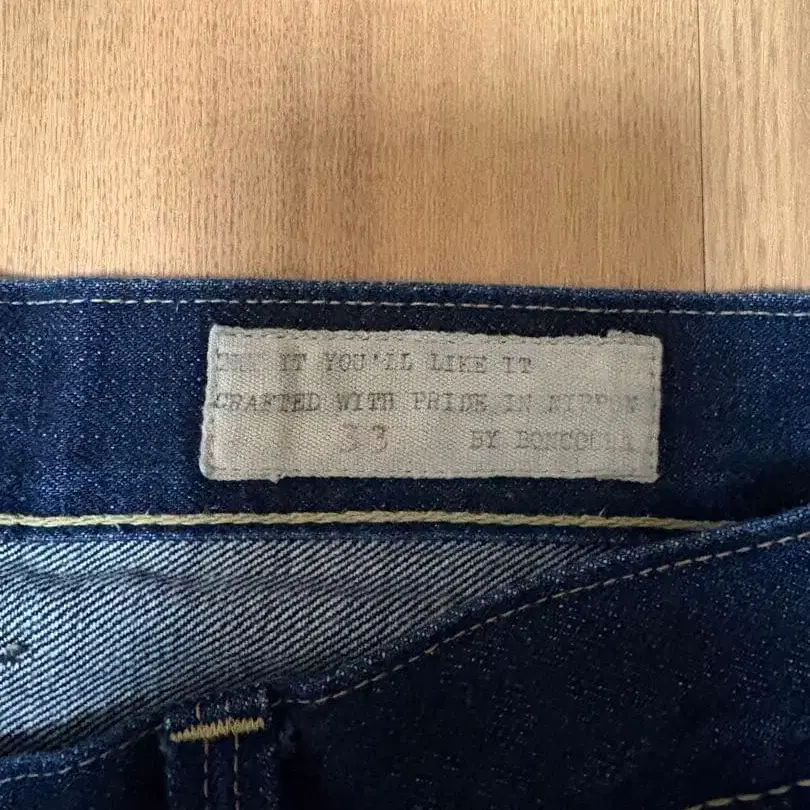 IT YOU'LL LIKE IT
CRAFTED WITH PRIDE IN NIPPON
33 BY BONCOURA